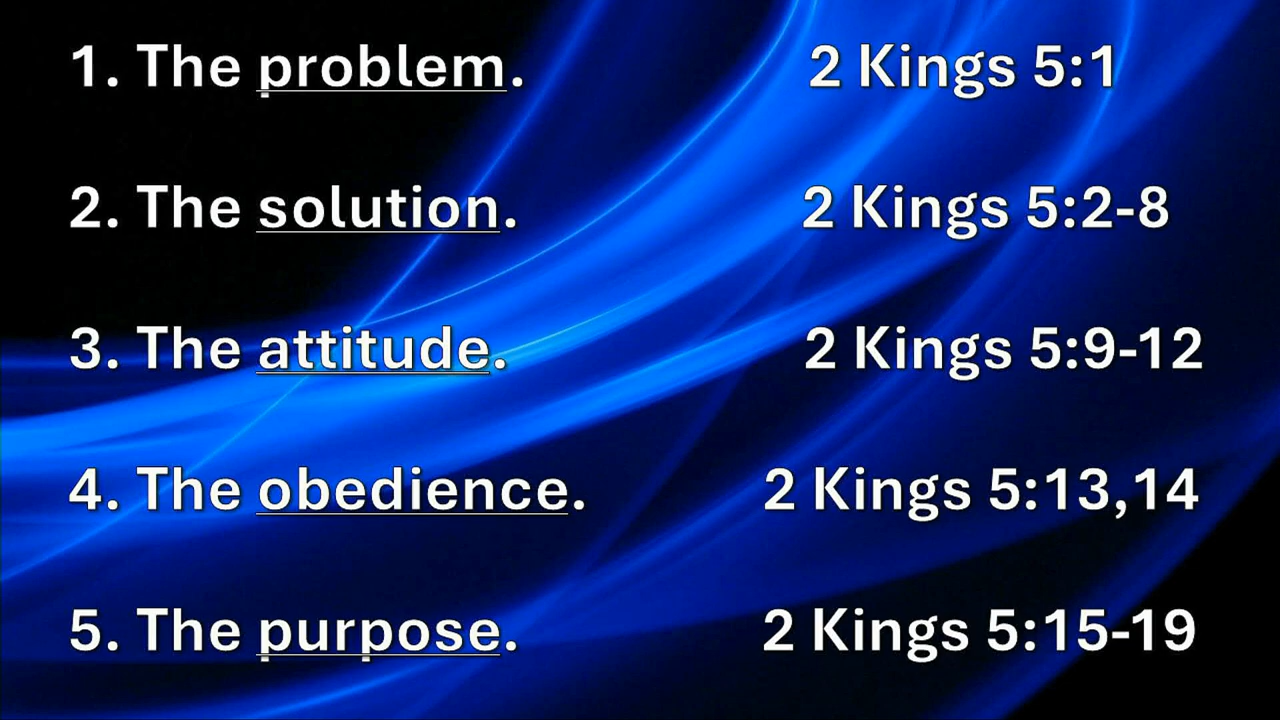 1. The problem. 2 Kings 5:1
2. The solution. 2 Kings 5:2-8
3. The attitude. 2 Kings 5:9-12
4. The obedience. 2 Kings 5:13,14
5. The purpose. 2 Kings 5:15-19